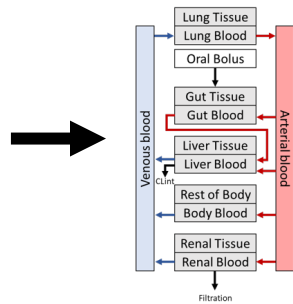 Lung Tissue
Lung Blood
Oral Bolus
Gut Tissue
Gut Blood
Liver Tissue
Liver Blood
CLint
Rest of Body
Body Blood
Renal Tissue
Renal Blood
Filtration
Venous blood
Arterial blood